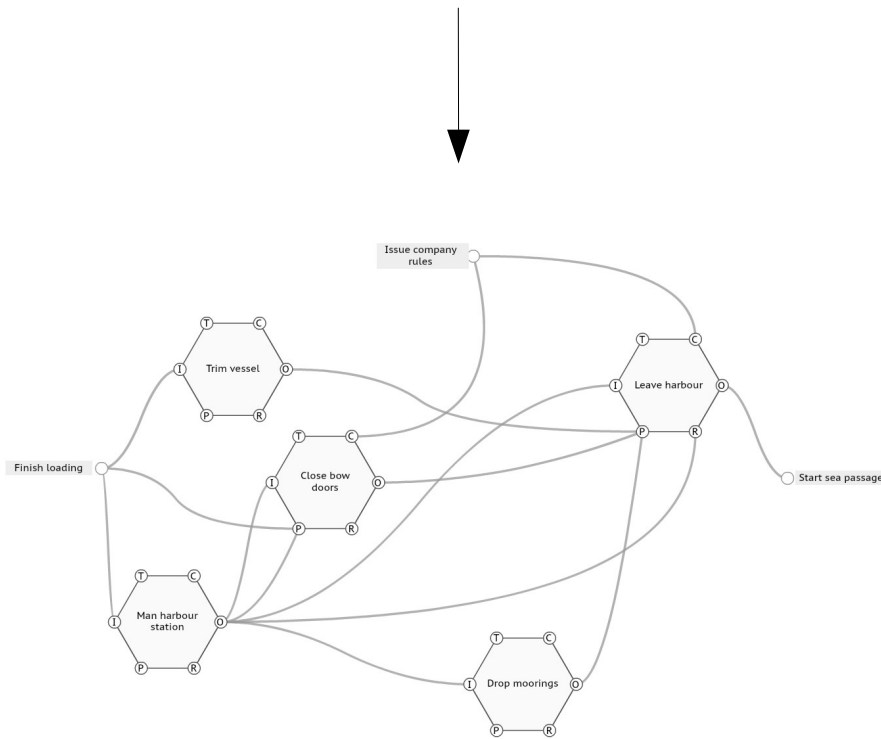 Issue company
rules
T C
I Trim vessel O
P R
T C
I Leave harbour O
P R
Finish loading
T C
I Close bow
doors O
P R
Start sea passage
T C
I Man harbour
station O
P R
T C
I Drop moorings O
P R